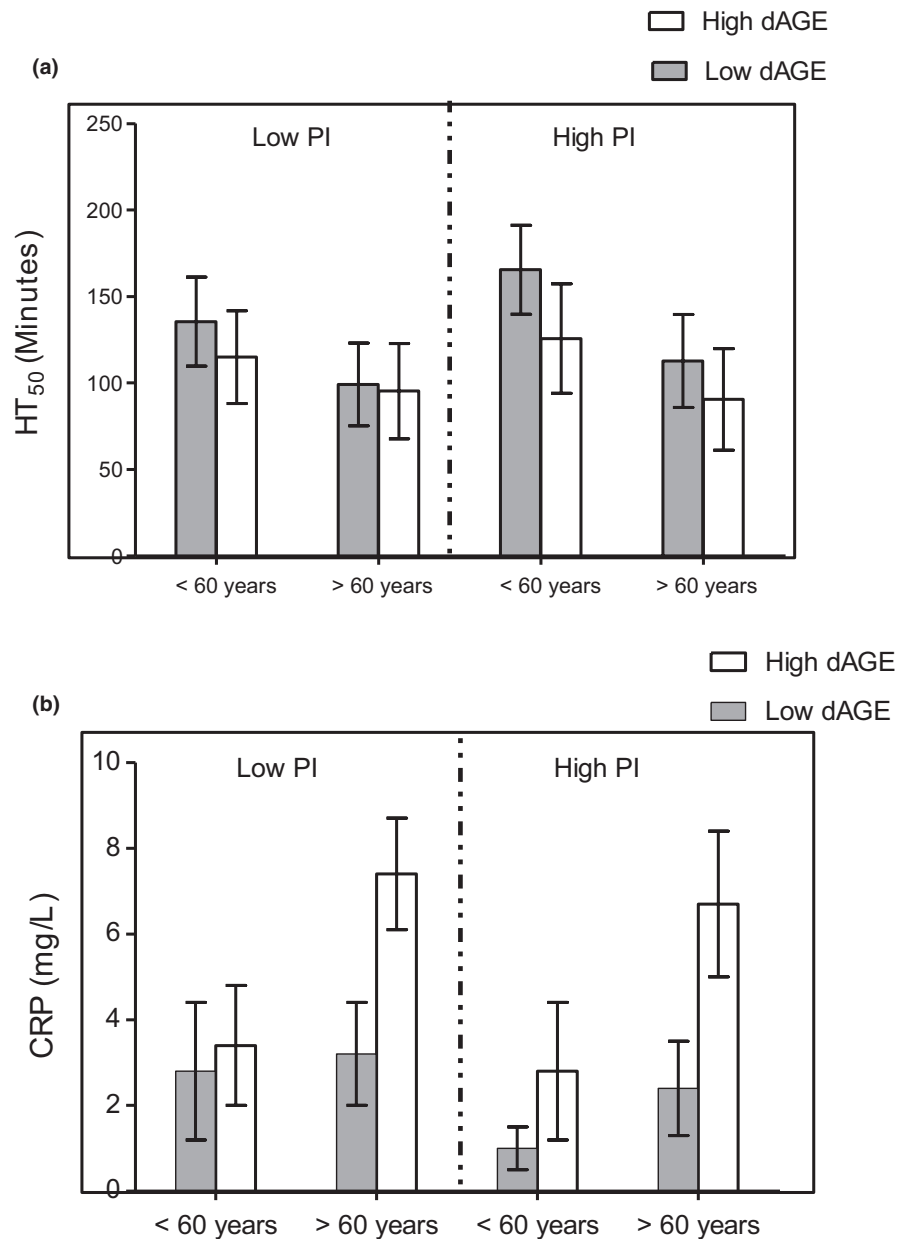 High dAGE
Low dAGE
(a)
250
200
150
100
50
0
HT50 (Minutes)
Low PI
High PI
< 60 years
> 60 years
< 60 years
> 60 years
High dAGE
Low dAGE
(b)
10
8
6
4
2
0
CRP (mg/L)
Low PI
High PI
< 60 years
> 60 years
< 60 years
> 60 years